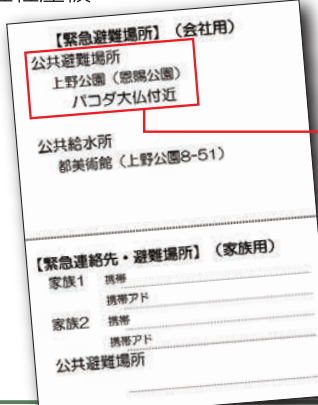 【緊急避難場所】（会社用）
公共避難場所
上野公園（恩賜公園）
パコダ大仏付近
公共給水所
都美術館（上野公園8-51）
【緊急連絡先・避難場所】（家族用）
家族1 携帯
携帯アド
家族2 携帯
携帯アド
公共避難場所